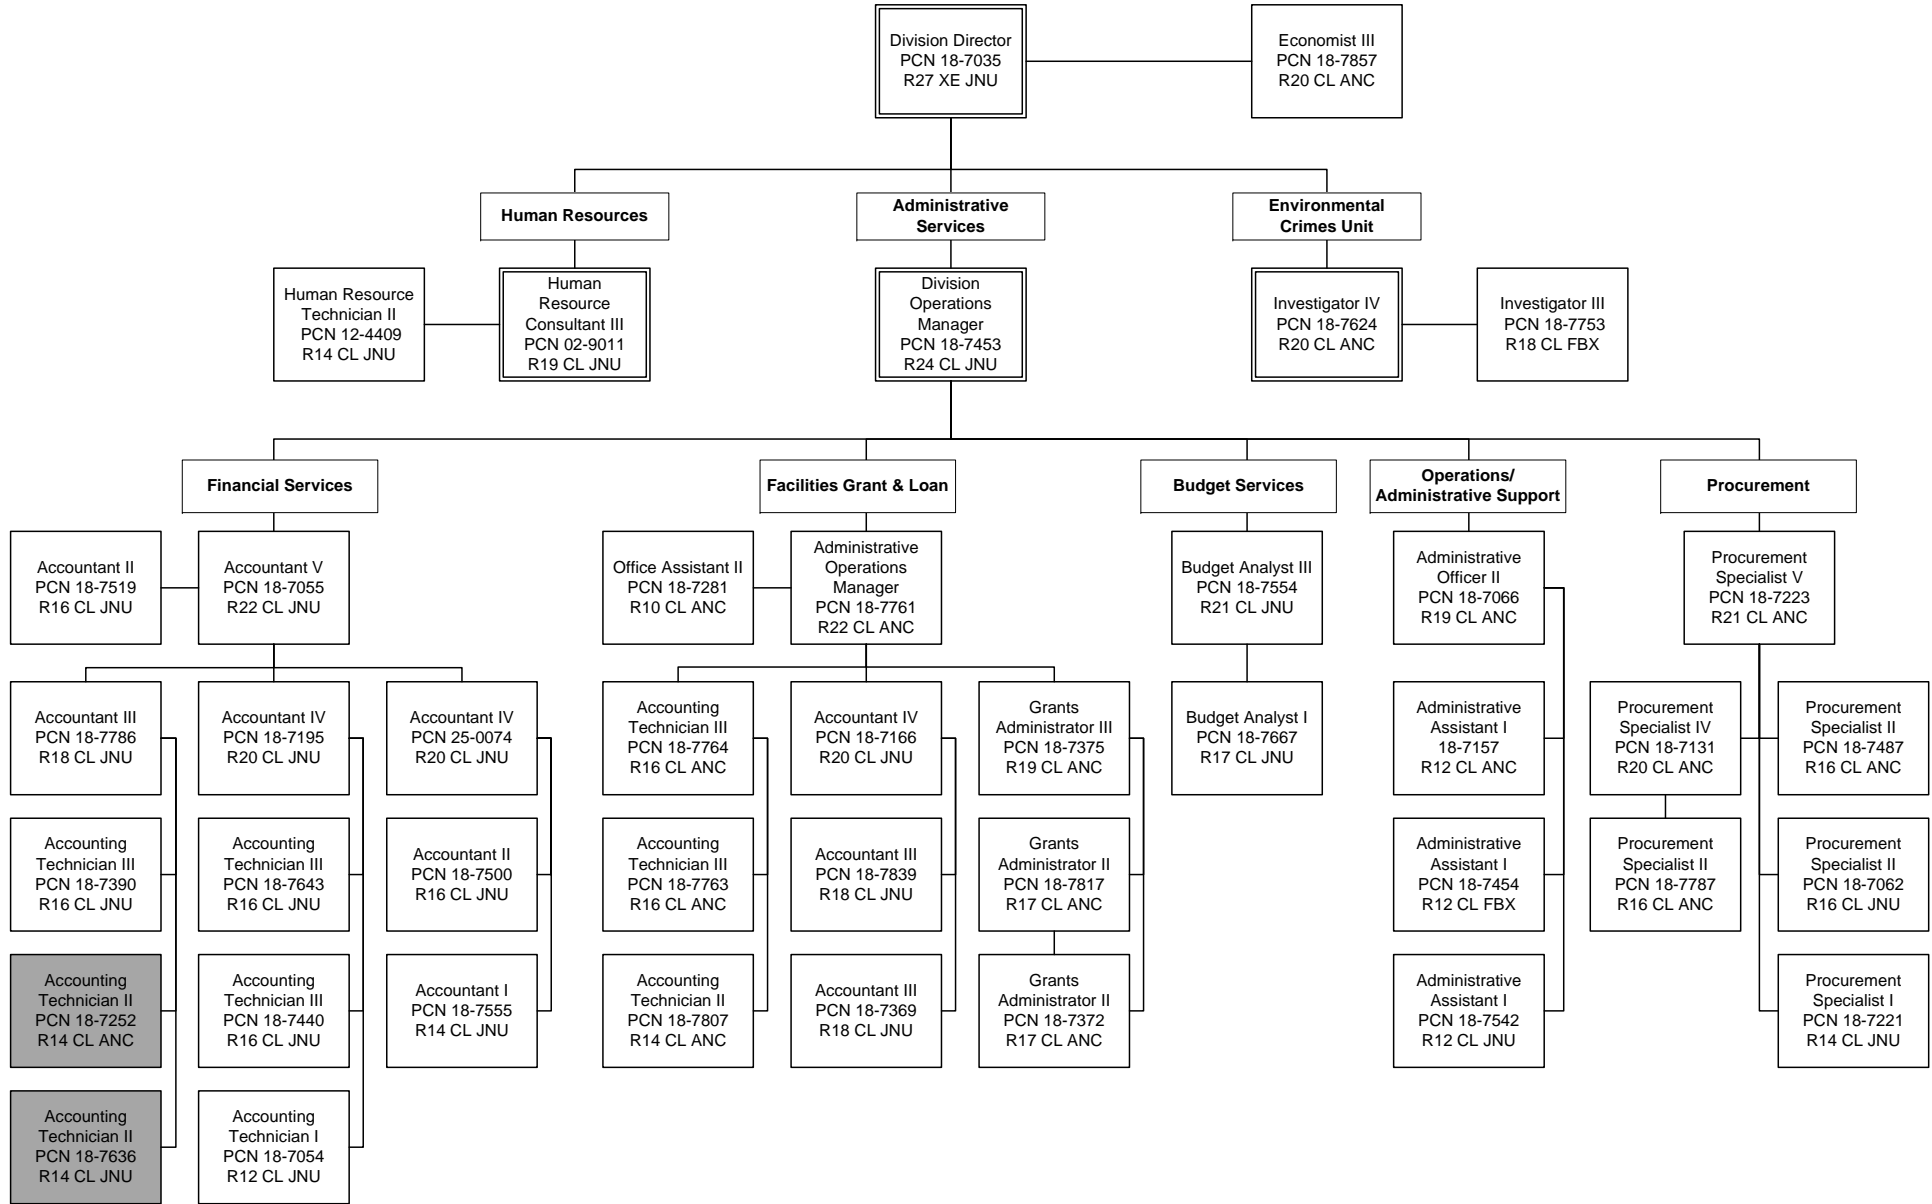 Division Director
PCN 18-7035
R27 XE JNU
Economist III
PCN 18-7857
R20 CL ANC
Human Resources
Administrative
Services
Environmental
Crimes Unit
Human Resource
Technician II
PCN 12-4409
R14 CL JNU
Human
Resource
Consultant III
PCN 02-9011
R19 CL JNU
Division
Operations
Manager
PCN 18-7453
R24 CL JNU
Investigator IV
PCN 18-7624
R20 CL ANC
Investigator III
PCN 18-7753
R18 CL FBX
Financial Services
Facilities Grant & Loan
Budget Services
Operations/
Administrative Support
Procurement
Accountant II
PCN 18-7519
R16 CL JNU
Accountant V
PCN 18-7055
R22 CL JNU
Office Assistant II
PCN 18-7281
R10 CL ANC
Administrative
Operations
Manager
PCN 18-7761
R22 CL ANC
Budget Analyst III
PCN 18-7554
R21 CL JNU
Administrative
Officer II
PCN 18-7066
R19 CL ANC
Procurement
Specialist V
PCN 18-7223
R21 CL ANC
Accountant III
PCN 18-7786
R18 CL JNU
Accountant IV
PCN 18-7195
R20 CL JNU
Accountant IV
PCN 25-0074
R20 CL JNU
Accounting
Technician III
PCN 18-7764
R16 CL ANC
Accountant IV
PCN 18-7166
R20 CL JNU
Grants
Administrator III
PCN 18-7375
R19 CL ANC
Budget Analyst I
PCN 18-7667
R17 CL JNU
Administrative
Assistant I
18-7157
R12 CL ANC
Procurement
Specialist IV
PCN 18-7131
R20 CL ANC
Procurement
Specialist II
PCN 18-7487
R16 CL ANC
Accounting
Technician III
PCN 18-7390
R16 CL JNU
Accounting
Technician III
PCN 18-7643
R16 CL JNU
Accountant II
PCN 18-7500
R16 CL JNU
Accounting
Technician III
PCN 18-7763
R16 CL ANC
Accountant III
PCN 18-7839
R18 CL JNU
Grants
Administrator II
PCN 18-7817
R17 CL ANC
Administrative
Assistant I
PCN 18-7454
R12 CL FBX
Procurement
Specialist II
PCN 18-7787
R16 CL ANC
Procurement
Specialist II
PCN 18-7062
R16 CL JNU
Accounting
Technician II
PCN 18-7252
R14 CL ANC
Accounting
Technician III
PCN 18-7440
R16 CL JNU
Accountant I
PCN 18-7555
R14 CL JNU
Accounting
Technician II
PCN 18-7807
R14 CL ANC
Accountant III
PCN 18-7369
R18 CL JNU
Grants
Administrator II
PCN 18-7372
R17 CL ANC
Administrative
Assistant I
PCN 18-7542
R12 CL JNU
Procurement
Specialist I
PCN 18-7221
R14 CL JNU
Accounting
Technician II
PCN 18-7636
R14 CL JNU
Accounting
Technician I
PCN 18-7054
R12 CL JNU